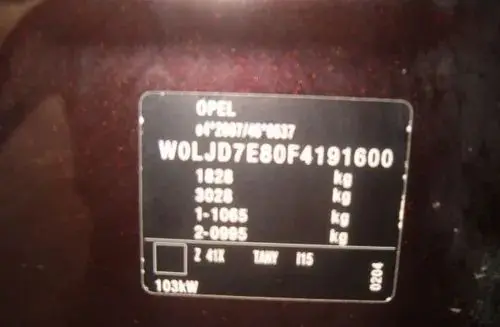 OPEL
e4*2007/46*0637
W0LJD7E80F4191600
1828 kg
3028 kg
1-1065 kg
2-0995 kg
Z 41X TANY I15
103kW
0204